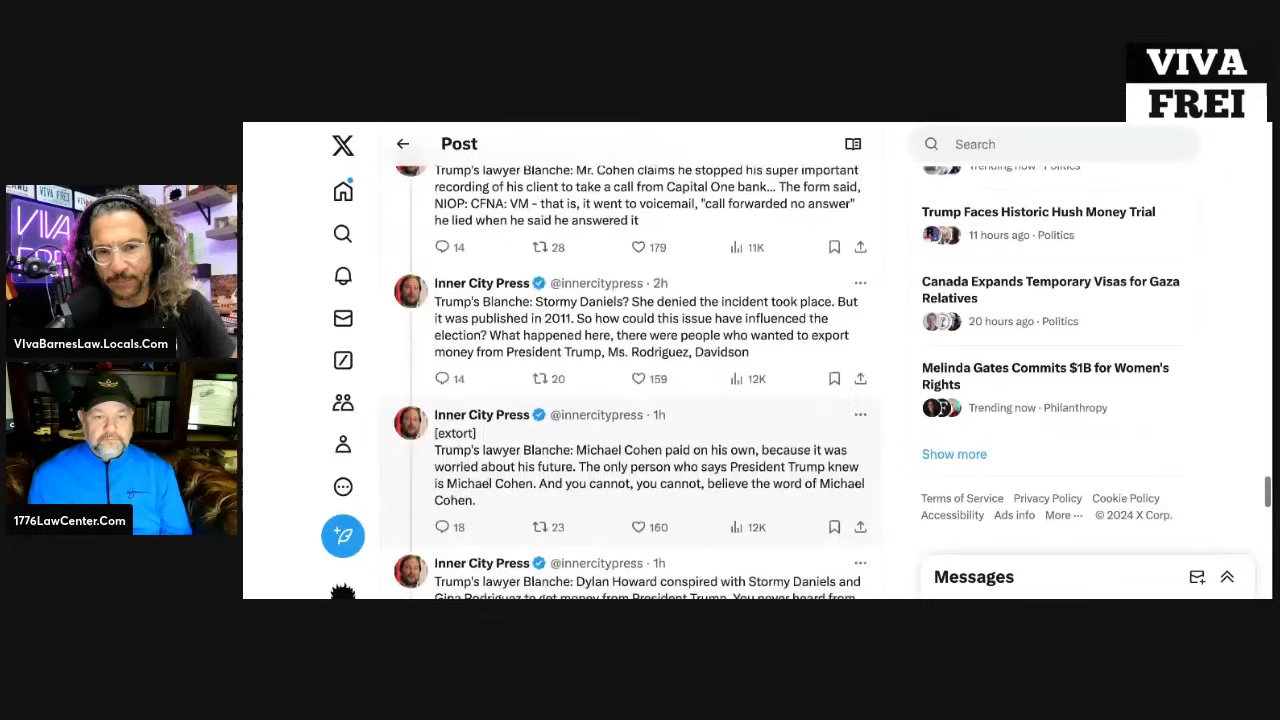 VIVA
FREI
Post
Search
Trump's lawyer Blanche: Mr. Cohen claims he stopped his super important
recording of his client to take a call from Capital One bank... The form said,
NIOP: CFNA: VM - that is, it went to voicemail, "call forwarded no answer"
he lied when he said he answered it
14 28 179 11K
Inner City Press @innercitypress · 2h
Trump's Blanche: Stormy Daniels? She denied the incident took place. But
it was published in 2011. So how could this issue have influenced the
election? What happened here, there were people who wanted to export
money from President Trump, Ms. Rodriguez, Davidson
14 20 159 12K
Inner City Press @innercitypress · 1h
[extort]
Trump's lawyer Blanche: Michael Cohen paid on his own, because it was
worried about his future. The only person who says President Trump knew
is Michael Cohen. And you cannot, you cannot, believe the word of Michael
Cohen.
18 23 160 12K
Inner City Press @innercitypress · 1h
Trump's lawyer Blanche: Dylan Howard conspired with Stormy Daniels and
Gina Rodriguez to get money from President Trump. You never heard from
Trending now · Politics
Trump Faces Historic Hush Money Trial
11 hours ago · Politics
Canada Expands Temporary Visas for Gaza
Relatives
20 hours ago · Politics
Melinda Gates Commits $1B for Women's
Rights
Trending now · Philanthropy
Show more
Terms of Service Privacy Policy Cookie Policy
Accessibility Ads info More ··· © 2024 X Corp.
Messages
VIVA
VIvaBarnesLaw.Locals.Com
1776LawCenter.Com